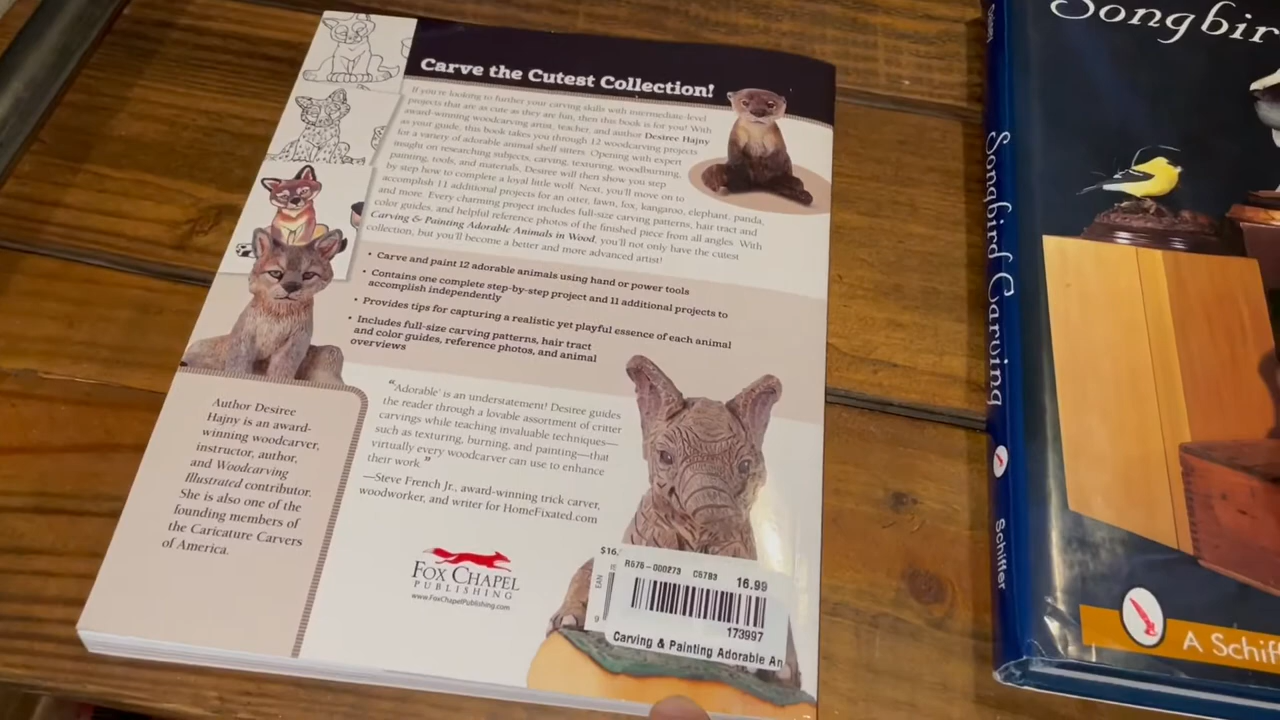 Carve the Cutest Collection!
If you're looking to further your carving skills with intermediate-level
projects that are as cute as they are fun, then this book is for you! With
award-winning woodcarving artist, teacher, and author Desiree Hajny
as your guide, this book takes you through 12 woodcarving projects
for a variety of adorable animal shelf sitters. Opening with expert
insight on researching subjects, carving, texturing, woodburning,
painting, tools, and materials, Desiree will then show you step
by step how to complete a loyal little wolf. Next, you'll move on to
accomplish 11 additional projects for an otter, fawn, fox, kangaroo, elephant, panda,
and more. Every charming project includes full-size carving patterns, hair tract and
color guides, and helpful reference photos of the finished piece from all angles. With
Carving & Painting Adorable Animals in Wood, you'll not only have the cutest
collection, but you'll become a better and more advanced artist!
• Carve and paint 12 adorable animals using hand or power tools
• Contains one complete step-by-step project and 11 additional projects to
accomplish independently
• Provides tips for capturing a realistic yet playful essence of each animal
• Includes full-size carving patterns, hair tract
and color guides, reference photos, and animal
overviews
"'Adorable' is an understatement! Desiree guides
the reader through a lovable assortment of critter
carvings while teaching invaluable techniques—
such as texturing, burning, and painting—that
virtually every woodcarver can use to enhance
their work."
—Steve French Jr., award-winning trick carver,
woodworker, and writer for HomeFixated.com
Author Desiree
Hajny is an award-
winning woodcarver,
instructor, author,
and Woodcarving
Illustrated contributor.
She is also one of the
founding members of
the Caricature Carvers
of America.
FOX CHAPEL
PUBLISHING
www.FoxChapelPublishing.com
$16.
EAN
R576-000273 C6783 16.99
173997
Carving & Painting Adorable An
Songbird Carving
Schiffer
Songbir
A Schiff